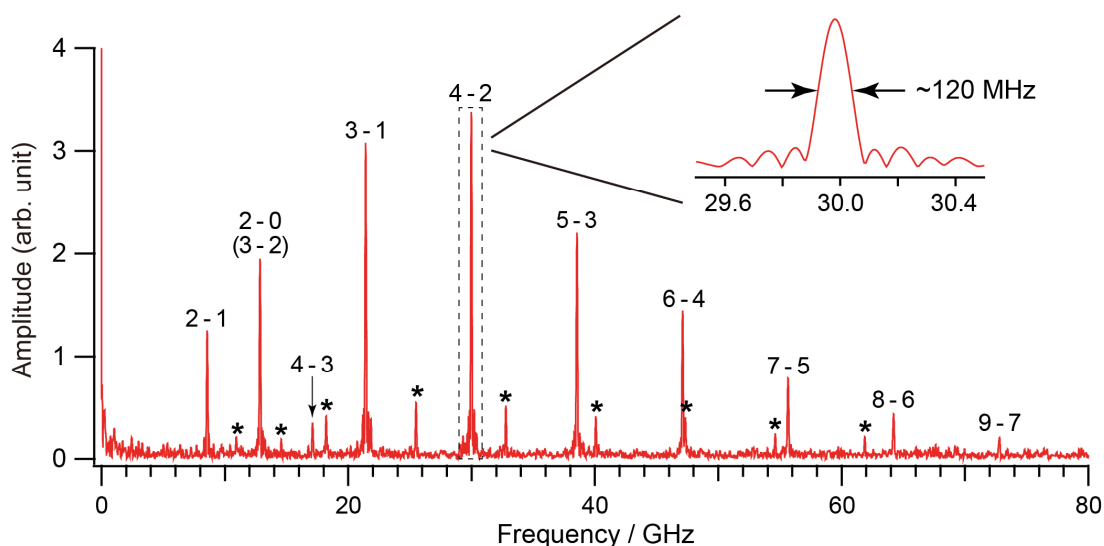 4 - 2
~120 MHz
3 - 1
29.6
30.0
30.4
2 - 0
(3 - 2)
5 - 3
6 - 4
2 - 1
4 - 3
7 - 5
8 - 6
9 - 7
* * * * * * * * *
Amplitude (arb. unit)
4
3
2
1
0
0
20
40
60
80
Frequency / GHz